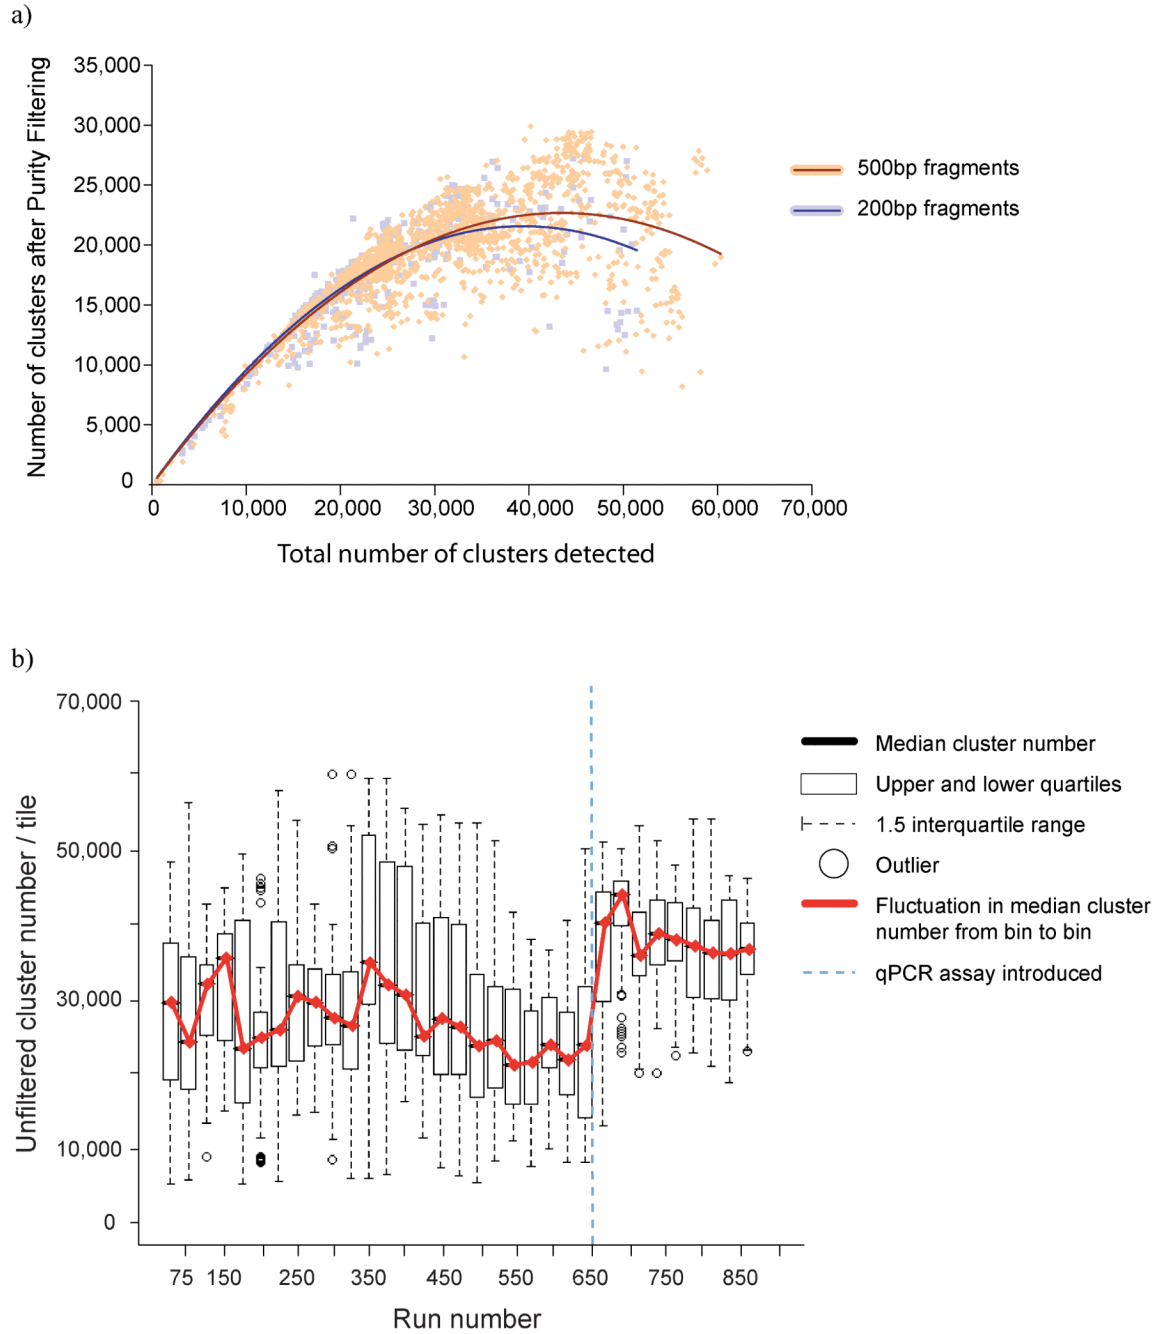 a)
Number of clusters after Purity Filtering
35,000
30,000
25,000
20,000
15,000
10,000
5,000
0
0 10,000 20,000 30,000 40,000 50,000 60,000 70,000
Total number of clusters detected
500bp fragments
200bp fragments
b)
Unfiltered cluster number / tile
70,000
50,000
30,000
10,000
0
75 150 250 350 450 550 650 750 850
Run number
Median cluster number
Upper and lower quartiles
1.5 interquartile range
Outlier
Fluctuation in median cluster
number from bin to bin
qPCR assay introduced